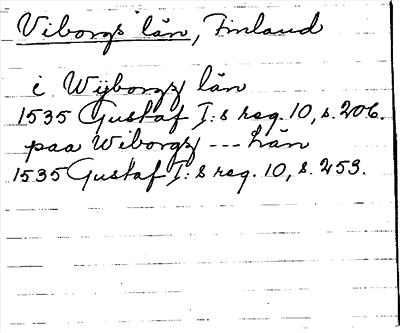 Viborgs län, Finland
i Wijborgz län
1535 Gustaf I:s reg. 10, s. 206.
paa Wiborgz --- län
1535 Gustaf I:s reg. 10, s. 253.